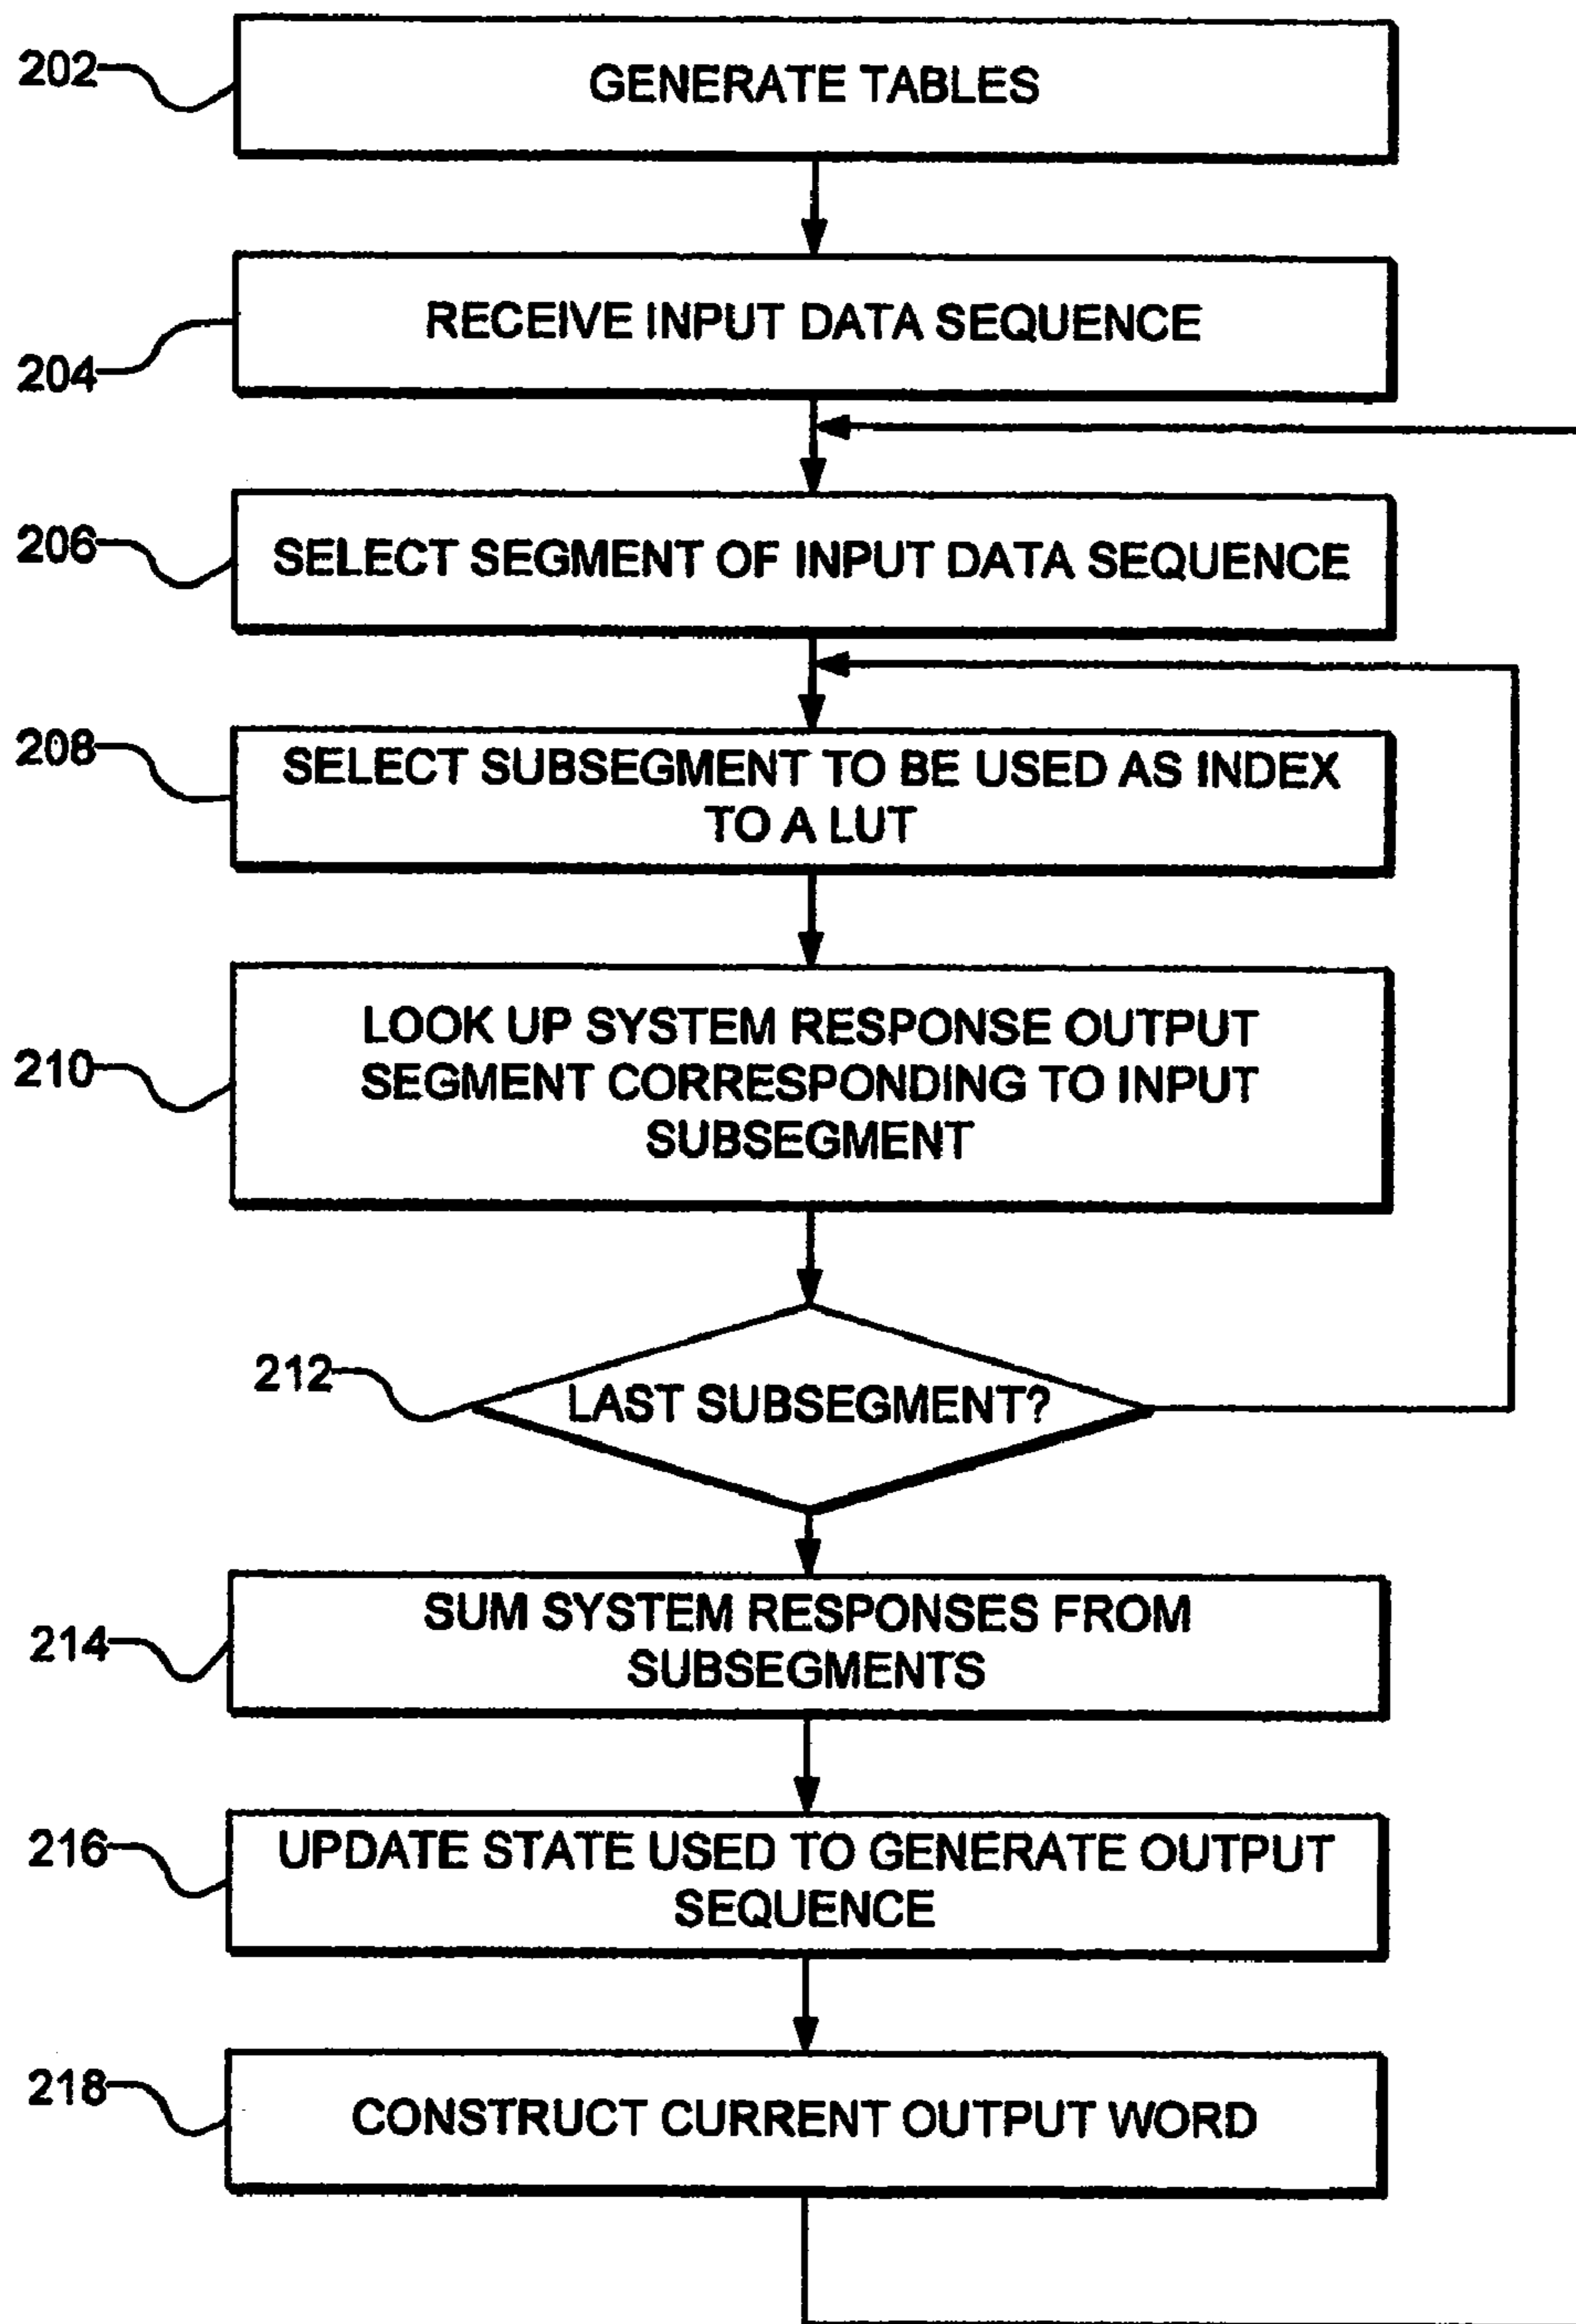 202
GENERATE TABLES
204
RECEIVE INPUT DATA SEQUENCE
206
SELECT SEGMENT OF INPUT DATA SEQUENCE
208
SELECT SUBSEGMENT TO BE USED AS INDEX
TO A LUT
210
LOOK UP SYSTEM RESPONSE OUTPUT
SEGMENT CORRESPONDING TO INPUT
SUBSEGMENT
212
LAST SUBSEGMENT?
214
SUM SYSTEM RESPONSES FROM
SUBSEGMENTS
216
UPDATE STATE USED TO GENERATE OUTPUT
SEQUENCE
218
CONSTRUCT CURRENT OUTPUT WORD